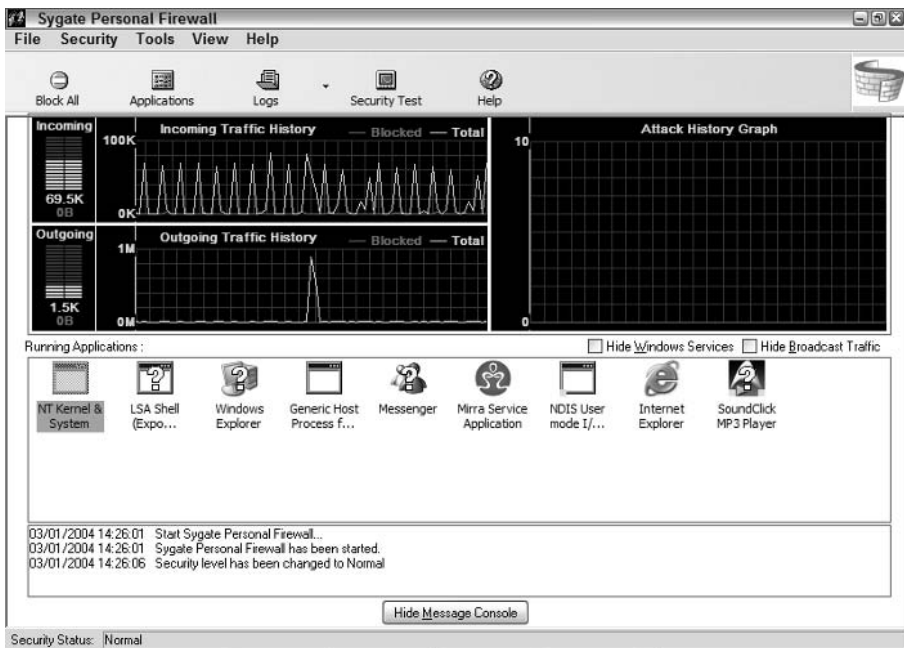 Sygate Personal Firewall
File Security Tools View Help
Block All Applications Logs Security Test Help
Incoming
69.5K
0B
Incoming Traffic History
Blocked Total
100K
0K
Outgoing
1.5K
0B
Outgoing Traffic History
Blocked Total
1M
0M
Attack History Graph
10
0
Running Applications :
Hide Windows Services Hide Broadcast Traffic
NT Kernel &
System
LSA Shell
(Expo...
Windows
Explorer
Generic Host
Process f...
Messenger
Mirra Service
Application
NDIS User
mode I/...
Internet
Explorer
SoundClick
MP3 Player
03/01/2004 14:26:01 Start Sygate Personal Firewall...
03/01/2004 14:26:01 Sygate Personal Firewall has been started.
03/01/2004 14:26:06 Security level has been changed to Normal
Hide Message Console
Security Status: Normal